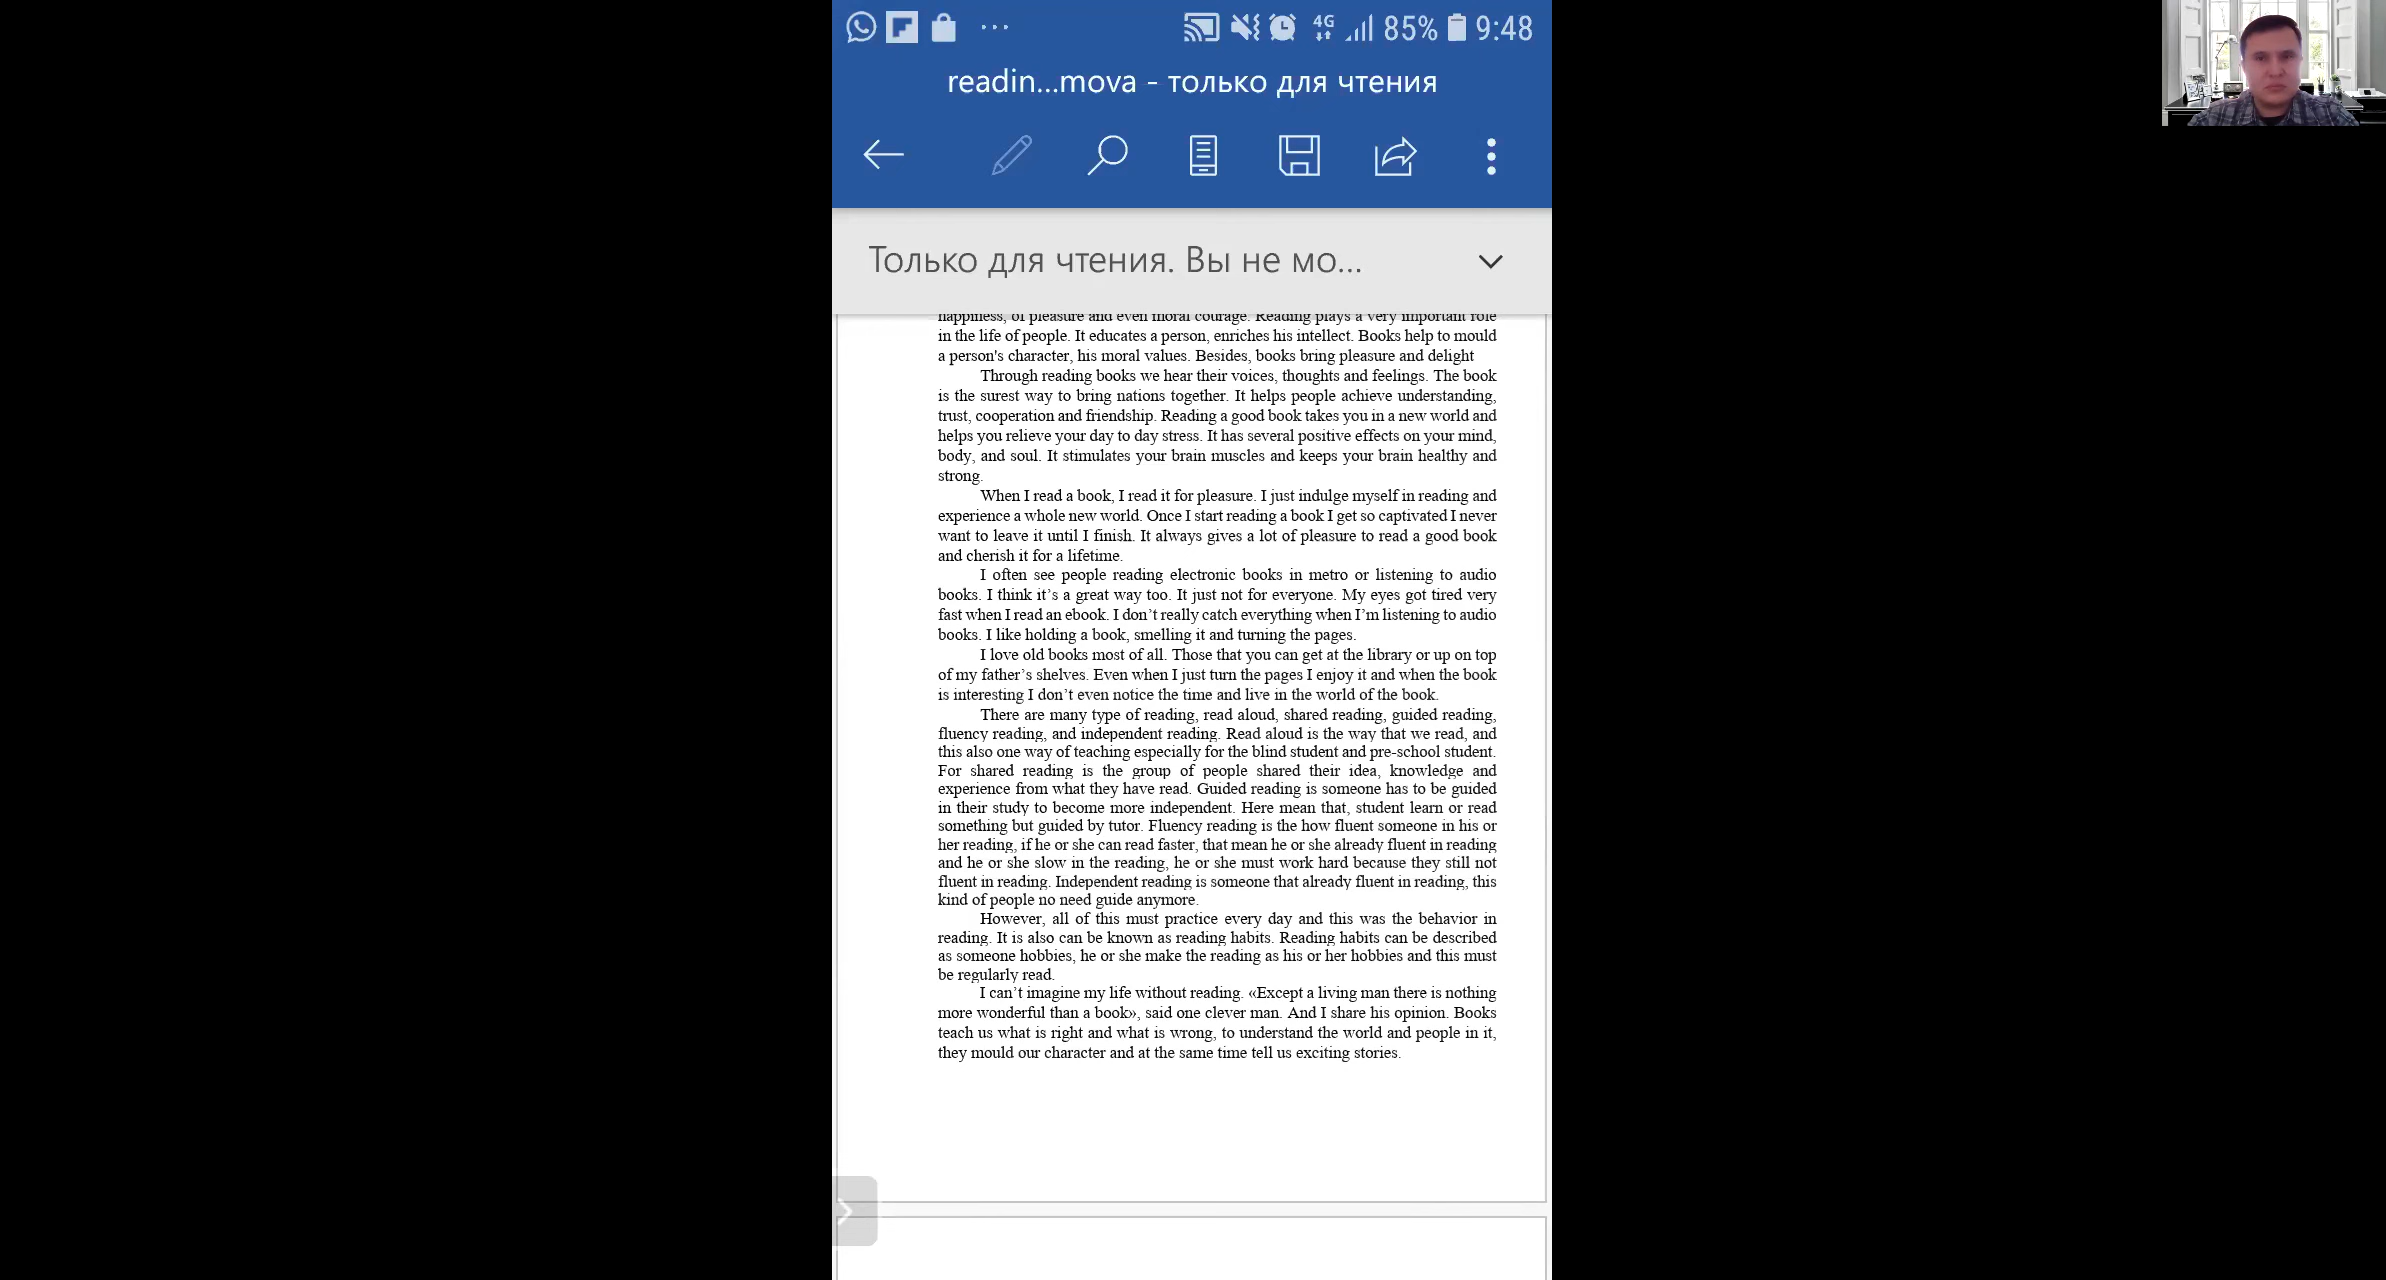 4G 85% 9:48
readin...mova - только для чтения
Только для чтения. Вы не мо...
happiness, of pleasure and even moral courage. Reading plays a very important role
in the life of people. It educates a person, enriches his intellect. Books help to mould
a person's character, his moral values. Besides, books bring pleasure and delight
Through reading books we hear their voices, thoughts and feelings. The book
is the surest way to bring nations together. It helps people achieve understanding,
trust, cooperation and friendship. Reading a good book takes you in a new world and
helps you relieve your day to day stress. It has several positive effects on your mind,
body, and soul. It stimulates your brain muscles and keeps your brain healthy and
strong.
When I read a book, I read it for pleasure. I just indulge myself in reading and
experience a whole new world. Once I start reading a book I get so captivated I never
want to leave it until I finish. It always gives a lot of pleasure to read a good book
and cherish it for a lifetime.
I often see people reading electronic books in metro or listening to audio
books. I think it’s a great way too. It just not for everyone. My eyes got tired very
fast when I read an ebook. I don’t really catch everything when I’m listening to audio
books. I like holding a book, smelling it and turning the pages.
I love old books most of all. Those that you can get at the library or up on top
of my father’s shelves. Even when I just turn the pages I enjoy it and when the book
is interesting I don’t even notice the time and live in the world of the book.
There are many type of reading, read aloud, shared reading, guided reading,
fluency reading, and independent reading. Read aloud is the way that we read, and
this also one way of teaching especially for the blind student and pre-school student.
For shared reading is the group of people shared their idea, knowledge and
experience from what they have read. Guided reading is someone has to be guided
in their study to become more independent. Here mean that, student learn or read
something but guided by tutor. Fluency reading is the how fluent someone in his or
her reading, if he or she can read faster, that mean he or she already fluent in reading
and he or she slow in the reading, he or she must work hard because they still not
fluent in reading. Independent reading is someone that already fluent in reading, this
kind of people no need guide anymore.
However, all of this must practice every day and this was the behavior in
reading. It is also can be known as reading habits. Reading habits can be described
as someone hobbies, he or she make the reading as his or her hobbies and this must
be regularly read.
I can’t imagine my life without reading. «Except a living man there is nothing
more wonderful than a book», said one clever man. And I share his opinion. Books
teach us what is right and what is wrong, to understand the world and people in it,
they mould our character and at the same time tell us exciting stories.